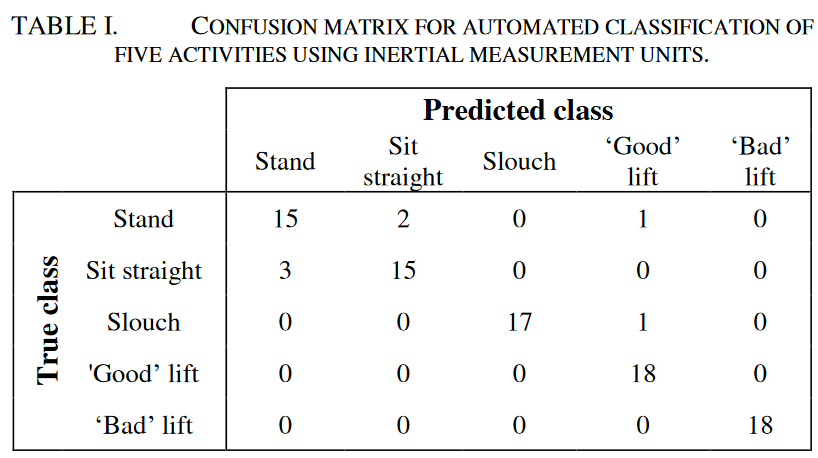 TABLE I. CONFUSION MATRIX FOR AUTOMATED CLASSIFICATION OF
FIVE ACTIVITIES USING INERTIAL MEASUREMENT UNITS.
Predicted class
Stand Sit straight Slouch ‘Good’ lift ‘Bad’ lift
True class
Stand 15 2 0 1 0
Sit straight 3 15 0 0 0
Slouch 0 0 17 1 0
'Good’ lift 0 0 0 18 0
‘Bad’ lift 0 0 0 0 18